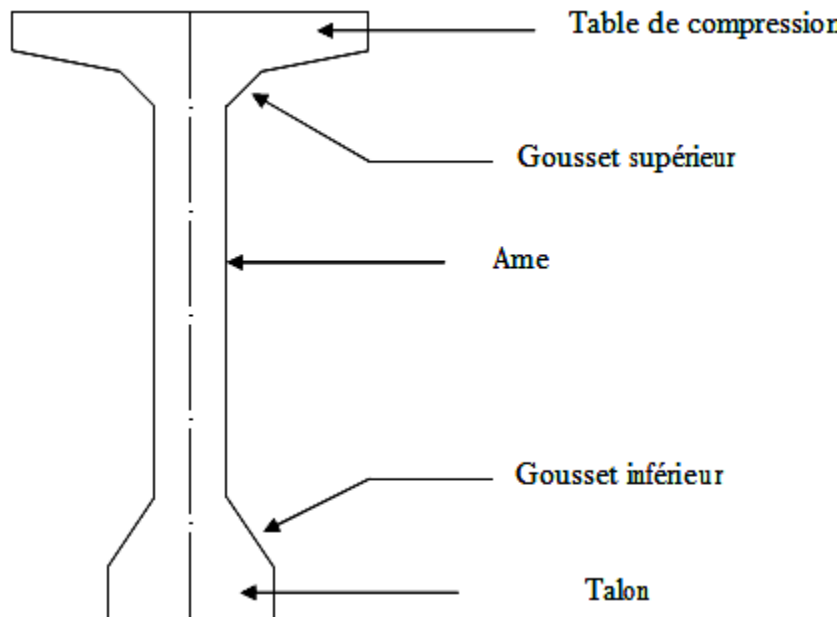 Table de compression
Gousset supérieur
Ame
Gousset inférieur
Talon